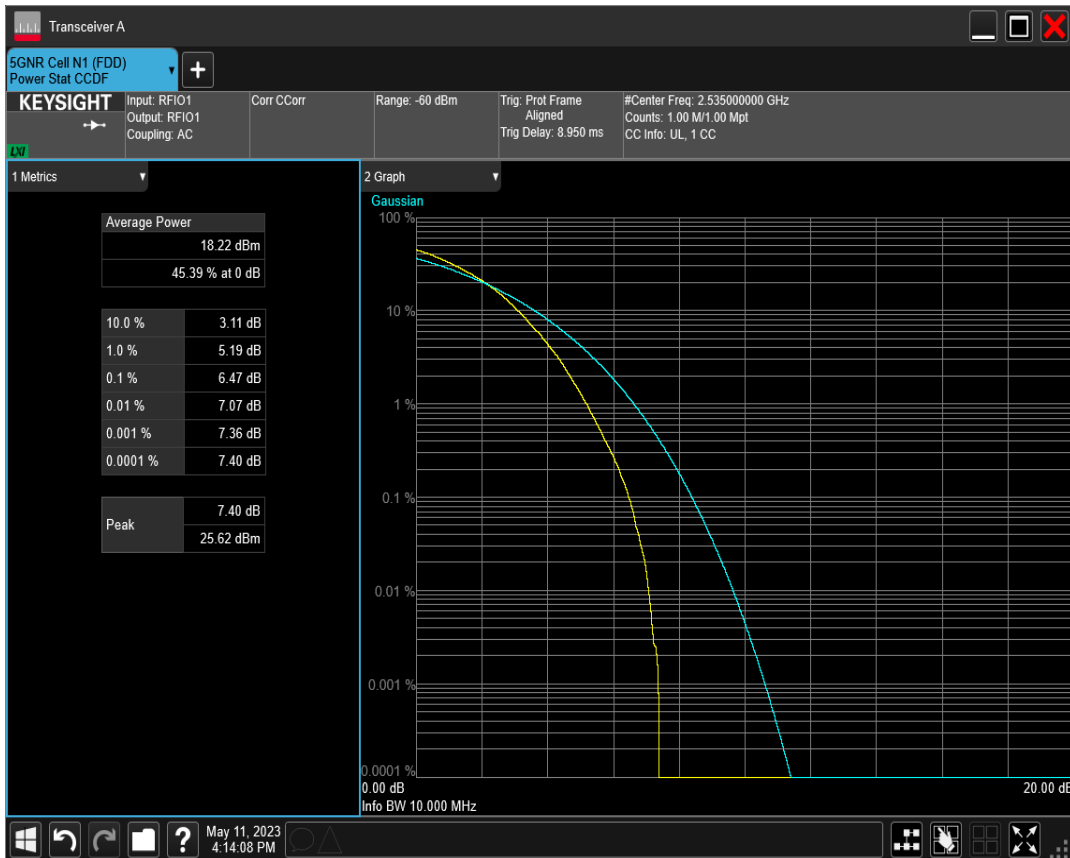 Transceiver A
5GNR Cell N1 (FDD)
Power Stat CCDF
+
KEYSIGHT
LXI
Input: RFIO1
Output: RFIO1
Coupling: AC
Corr CCorr
Range: -60 dBm
Trig: Prot Frame
Aligned
Trig Delay: 8.950 ms
#Center Freq: 2.535000000 GHz
Counts: 1.00 M/1.00 Mpt
CC Info: UL, 1 CC
1 Metrics
Average Power
18.22 dBm
45.39 % at 0 dB
10.0 % 3.11 dB
1.0 % 5.19 dB
0.1 % 6.47 dB
0.01 % 7.07 dB
0.001 % 7.36 dB
0.0001 % 7.40 dB
Peak 7.40 dB
25.62 dBm
2 Graph
Gaussian
100 %
10 %
1 %
0.1 %
0.01 %
0.001 %
0.0001 %
0.00 dB 20.00 dB
Info BW 10.000 MHz
?
May 11, 2023
4:14:08 PM